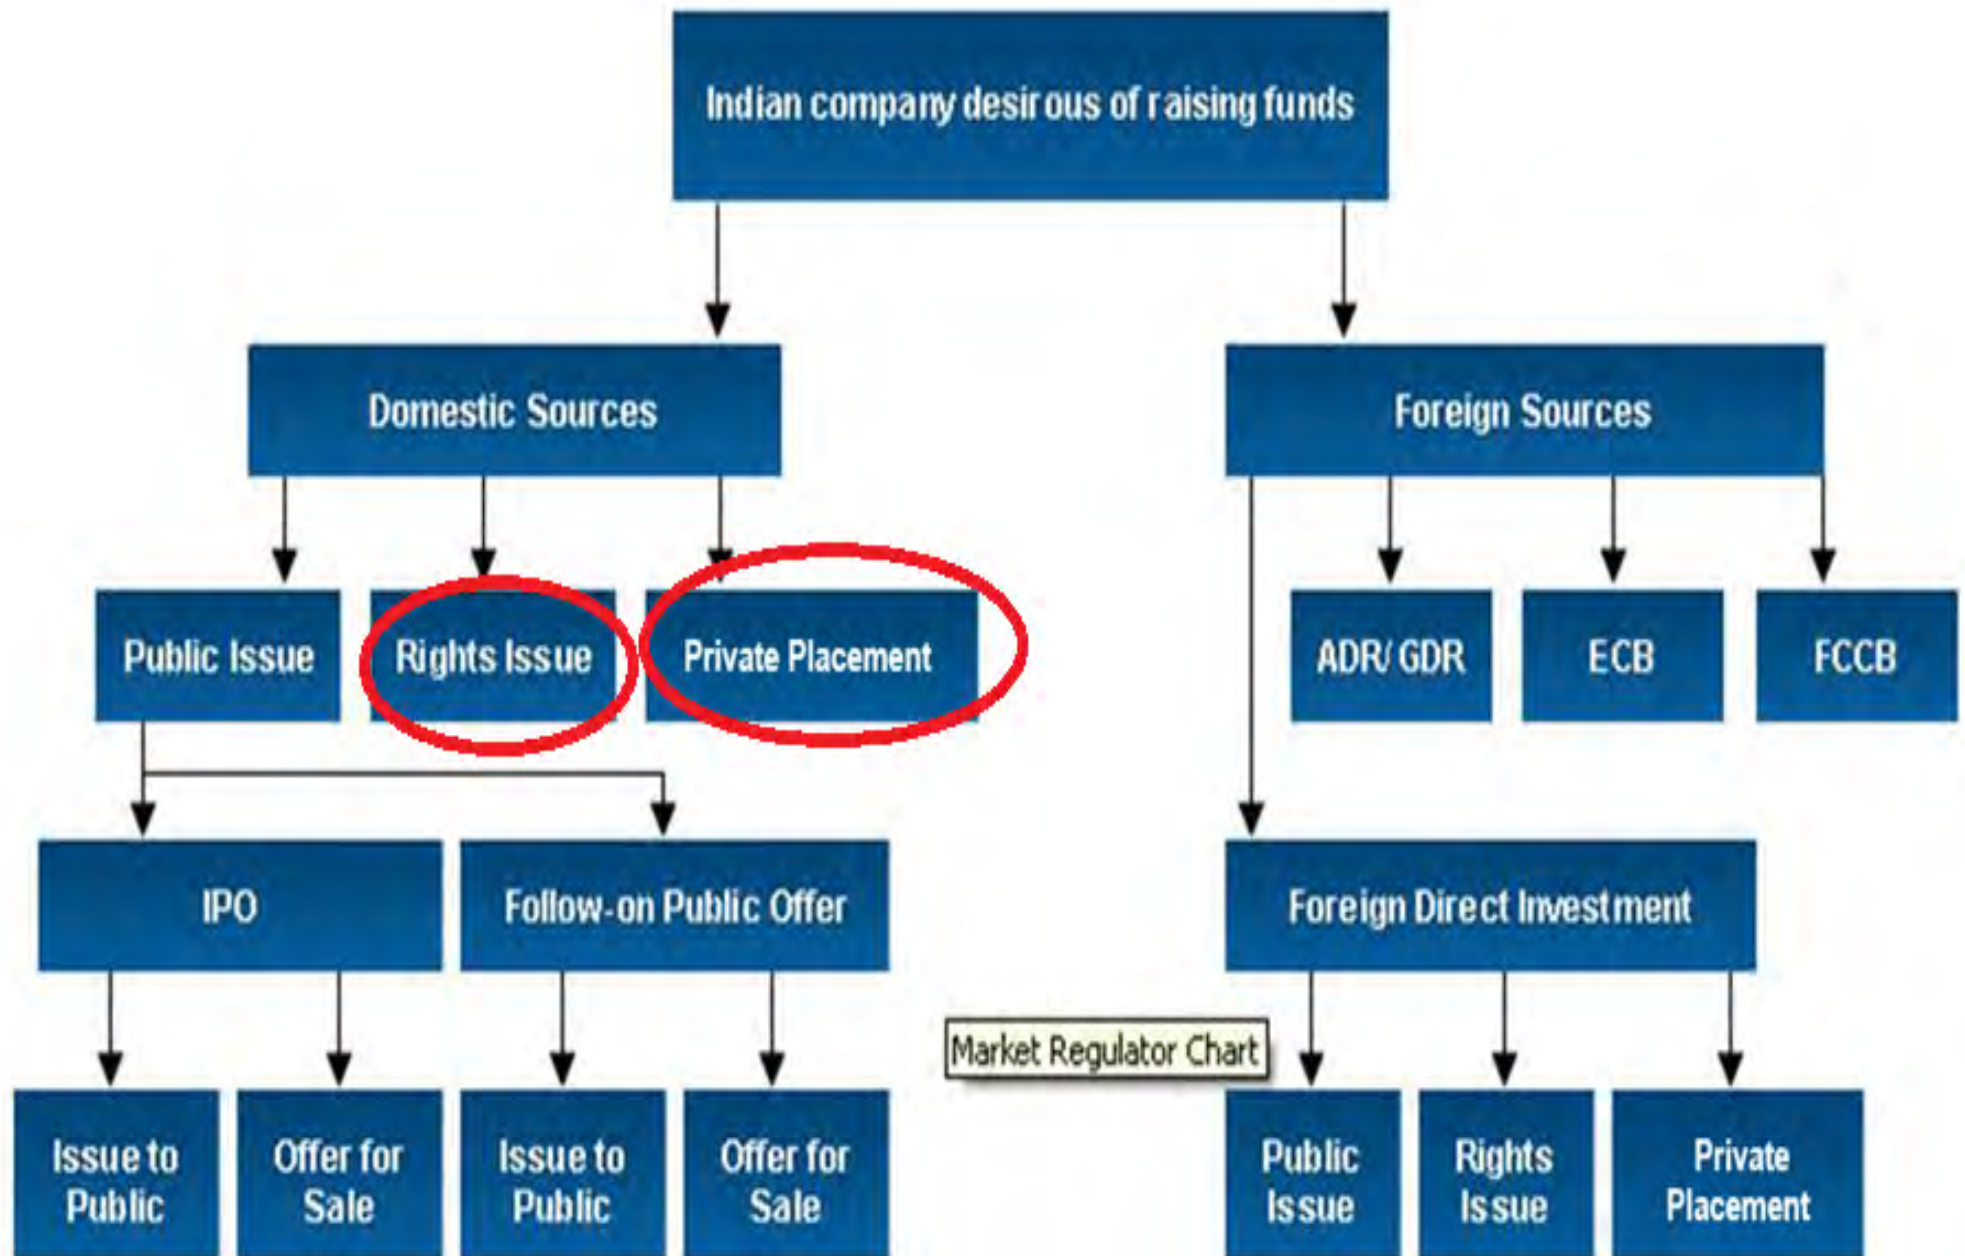 Indian company desirous of raising funds
Domestic Sources
Foreign Sources
Public Issue
Rights Issue
Private Placement
ADR/ GDR
ECB
FCCB
IPO
Follow-on Public Offer
Foreign Direct Investment
Market Regulator Chart
Issue to
Public
Offer for
Sale
Issue to
Public
Offer for
Sale
Public
Issue
Rights
Issue
Private
Placement